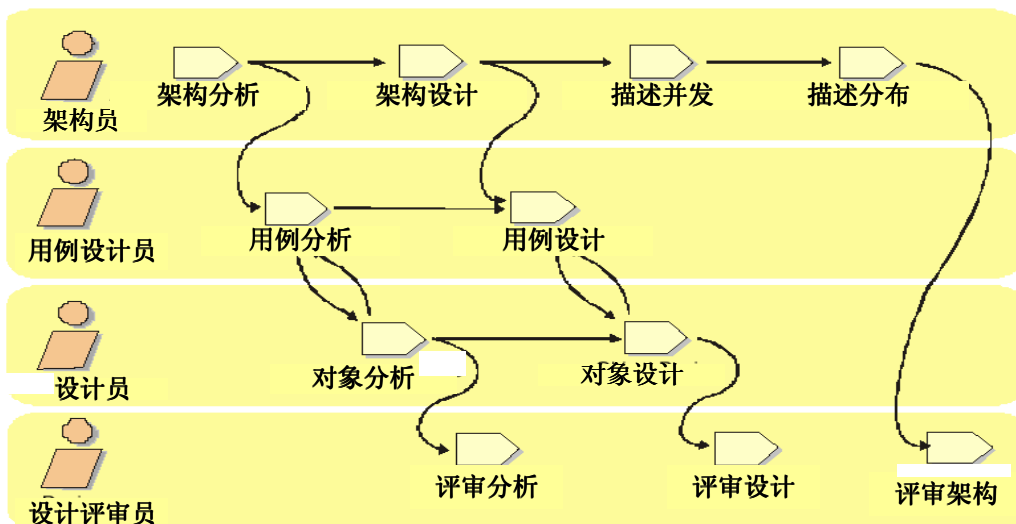 架构分析
架构设计
描述并发
描述分布
架构员
用例分析
用例设计
用例设计员
对象分析
对象设计
设计员
评审分析
评审设计
评审架构
设计评审员